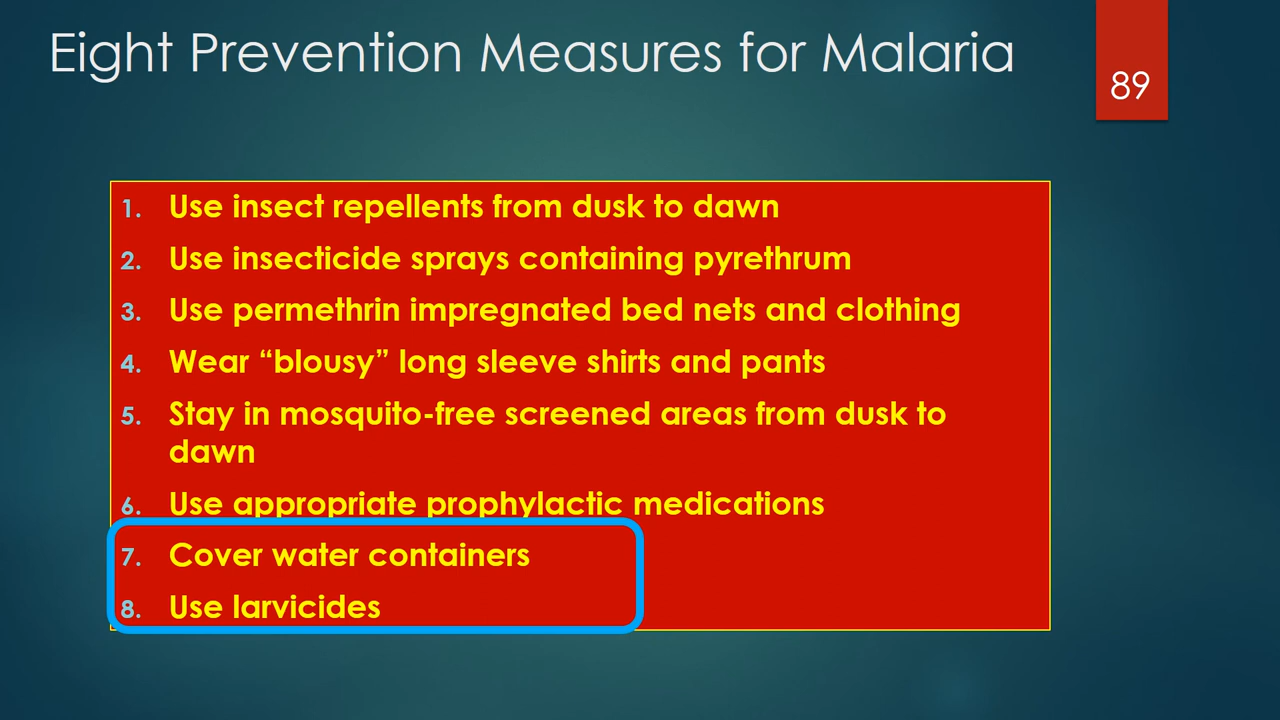 Eight Prevention Measures for Malaria
89
1. Use insect repellents from dusk to dawn
2. Use insecticide sprays containing pyrethrum
3. Use permethrin impregnated bed nets and clothing
4. Wear “blousy” long sleeve shirts and pants
5. Stay in mosquito-free screened areas from dusk to
dawn
6. Use appropriate prophylactic medications
7. Cover water containers
8. Use larvicides